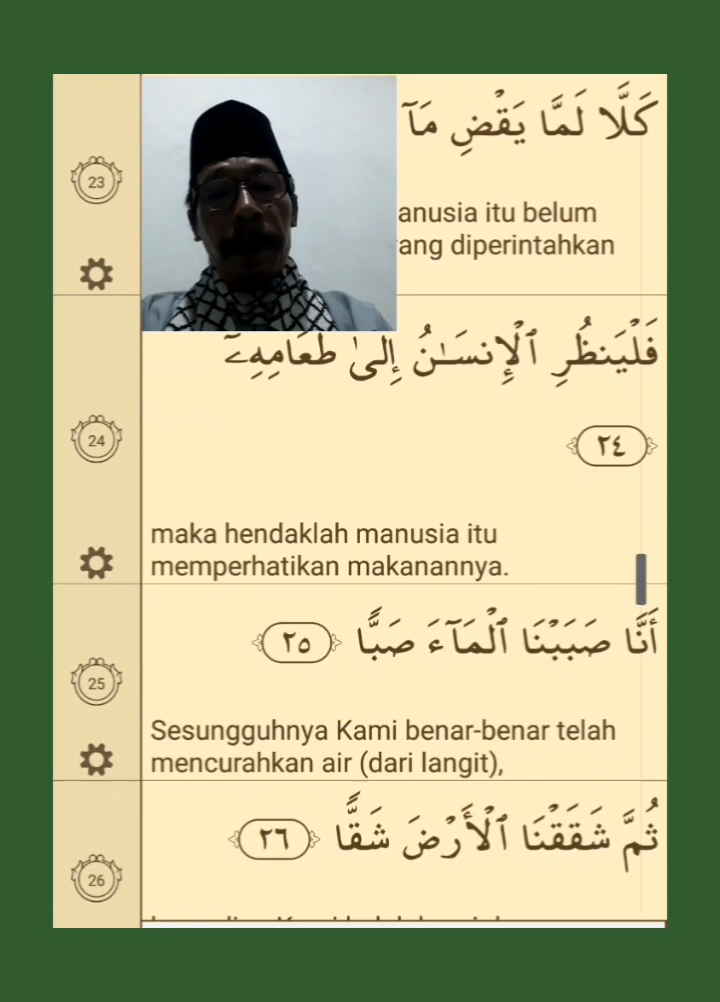 كَلَّا لَمَّا يَقْضِ مَآ
23
anusia itu belum
ang diperintahkan
فَلْيَنظُرِ ٱلْإِنسَـٰنُ إِلَىٰ طَعَامِهِۦٓ
24
٢٤
maka hendaklah manusia itu
memperhatikan makanannya.
أَنَّا صَبَبْنَا ٱلْمَآءَ صَبًّا ٢٥
25
Sesungguhnya Kami benar-benar telah
mencurahkan air (dari langit),
ثُمَّ شَقَقْنَا ٱلْأَرْضَ شَقًّا ٢٦
26